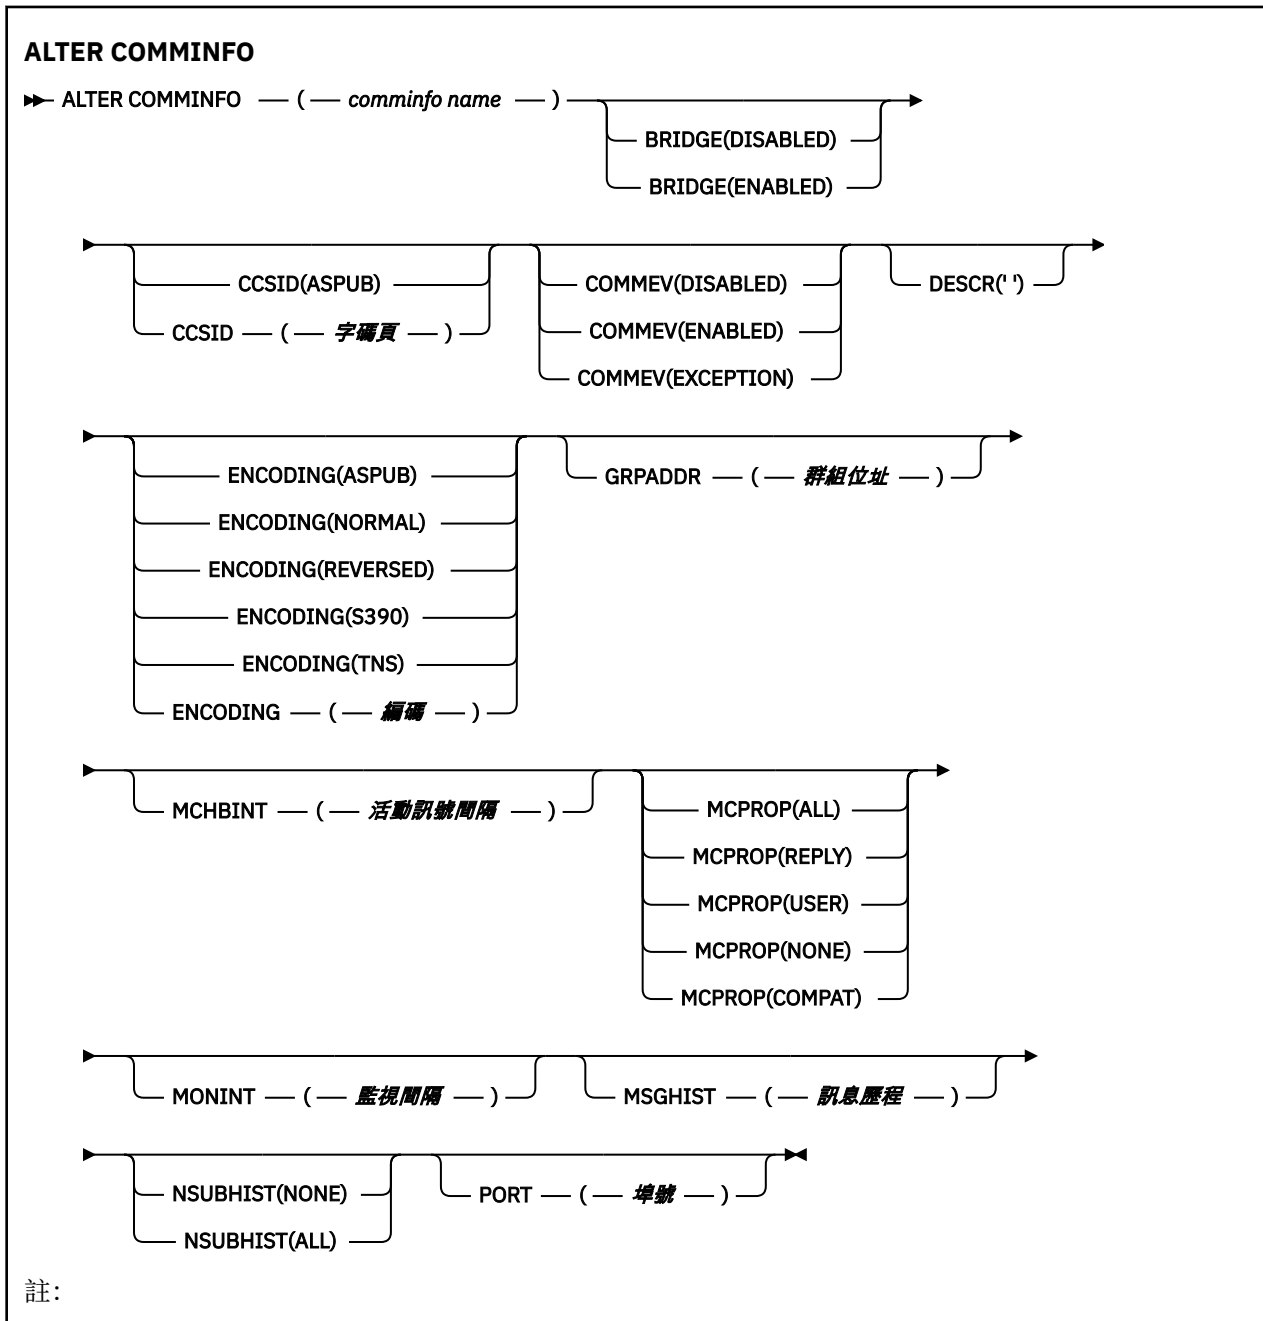 ALTER COMMINFO
ALTER COMMINFO ( comminfo name )
BRIDGE(DISABLED)
BRIDGE(ENABLED)
CCSID(ASPUB)
CCSID ( 字碼頁 )
COMMEV(DISABLED)
COMMEV(ENABLED)
COMMEV(EXCEPTION)
DESCR(' ')
ENCODING(ASPUB)
ENCODING(NORMAL)
ENCODING(REVERSED)
ENCODING(S390)
ENCODING(TNS)
ENCODING ( 編碼 )
GRPADDR ( 群組位址 )
MCHBINT ( 活動訊號間隔 )
MCPROP(ALL)
MCPROP(REPLY)
MCPROP(USER)
MCPROP(NONE)
MCPROP(COMPAT)
MONINT ( 監視間隔 )
MSGHIST ( 訊息歷程 )
NSUBHIST(NONE)
NSUBHIST(ALL)
PORT ( 埠號 )
註：